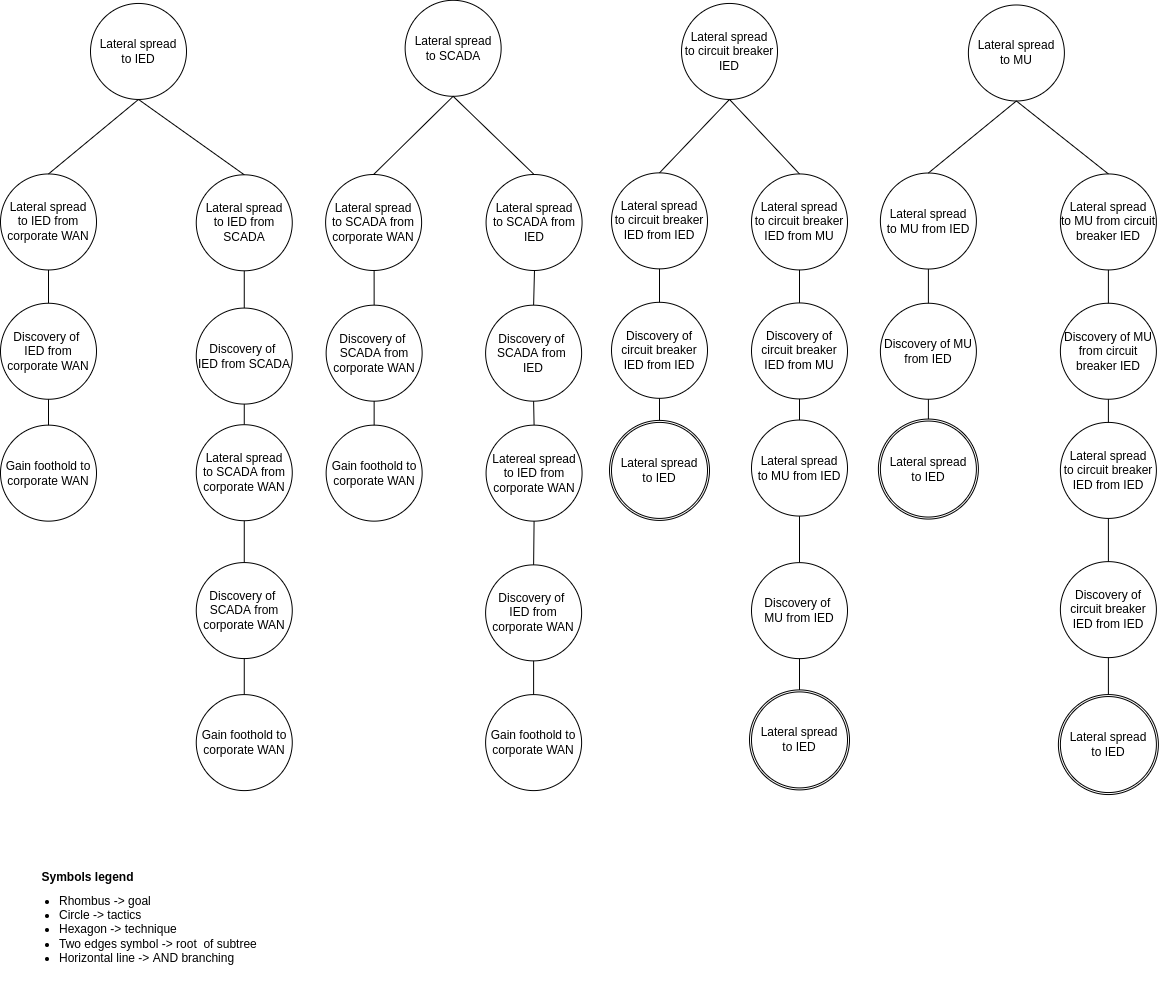 Lateral spread
to IED
Lateral spread
to SCADA
Lateral spread
to circuit breaker
IED
Lateral spread
to MU
Lateral spread
to IED from
corporate WAN
Lateral spread
to IED from
SCADA
Lateral spread
to SCADA from
corporate WAN
Lateral spread
to SCADA from
IED
Lateral spread
to circuit breaker
IED from IED
Lateral spread
to circuit breaker
IED from MU
Lateral spread
to MU from IED
Lateral spread
to MU from circuit
breaker IED
Discovery of
IED from
corporate WAN
Discovery of
IED from SCADA
Discovery of
SCADA from
corporate WAN
Discovery of
SCADA from
IED
Discovery of
circuit breaker
IED from IED
Discovery of
circuit breaker
IED from MU
Discovery of MU
from IED
Discovery of MU
from circuit
breaker IED
Gain foothold to
corporate WAN
Lateral spread
to SCADA from
corporate WAN
Gain foothold to
corporate WAN
Latereal spread
to IED from
corporate WAN
Lateral spread
to IED
Lateral spread
to MU from IED
Lateral spread
to IED
Lateral spread
to circuit breaker
IED from IED
Discovery of
SCADA from
corporate WAN
Discovery of
IED from
corporate WAN
Discovery of
MU from IED
Discovery of
circuit breaker
IED from IED
Gain foothold to
corporate WAN
Gain foothold to
corporate WAN
Lateral spread
to IED
Lateral spread
to IED
Symbols legend
• Rhombus -> goal
• Circle -> tactics
• Hexagon -> technique
• Two edges symbol -> root of subtree
• Horizontal line -> AND branching